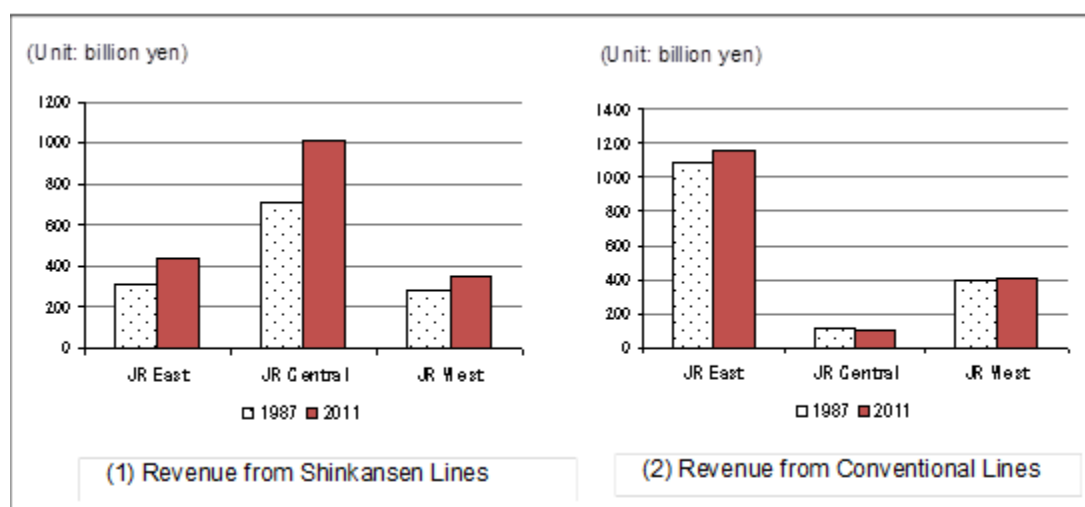 (Unit: billion yen)
1200
1000
800
600
400
200
0
JR East
JR Central
JR West
1987 2011
(1) Revenue from Shinkansen Lines
(Unit: billion yen)
1400
1200
1000
800
600
400
200
0
JR East
JR Central
JR West
1987 2011
(2) Revenue from Conventional Lines